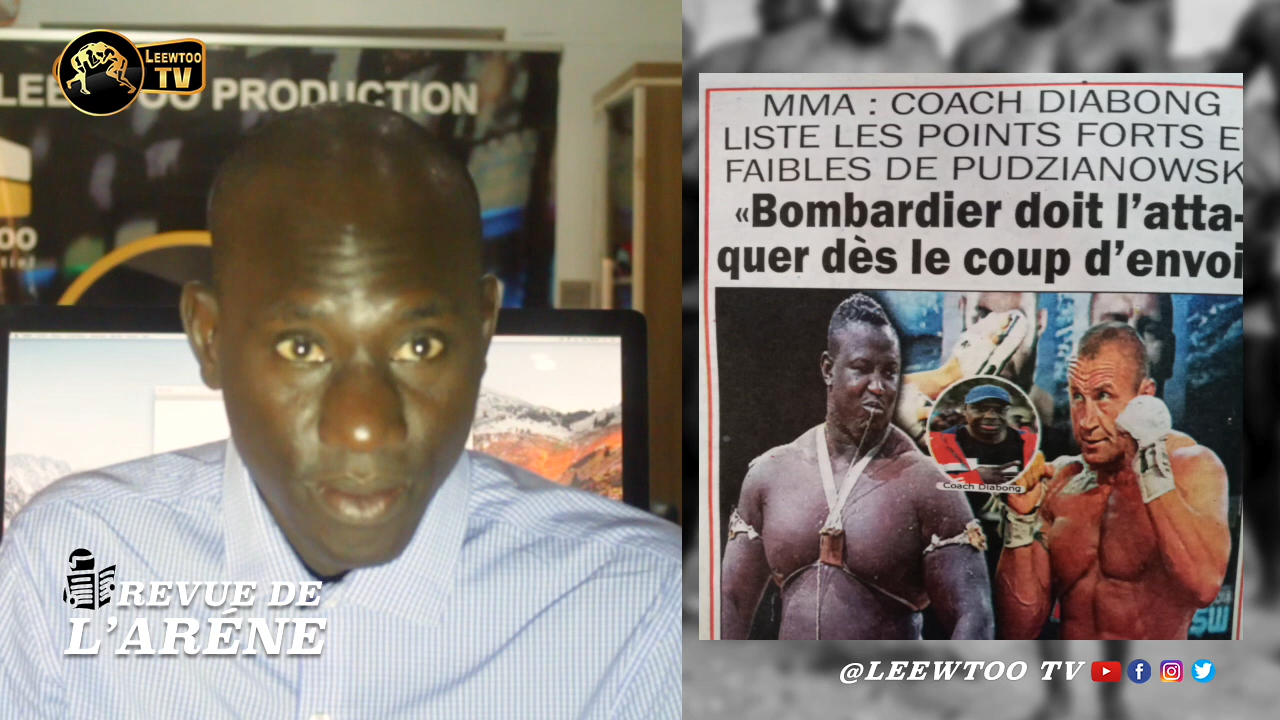 LEEWTOO
TV
LEEWTOO PRODUCTION
REVUE DE
L'ARÉNE
MMA : COACH DIABONG
LISTE LES POINTS FORTS ET
FAIBLES DE PUDZIANOWSK
«Bombardier doit l'atta-
quer dès le coup d'envoi
Coach Diabong
@LEEWTOO TV